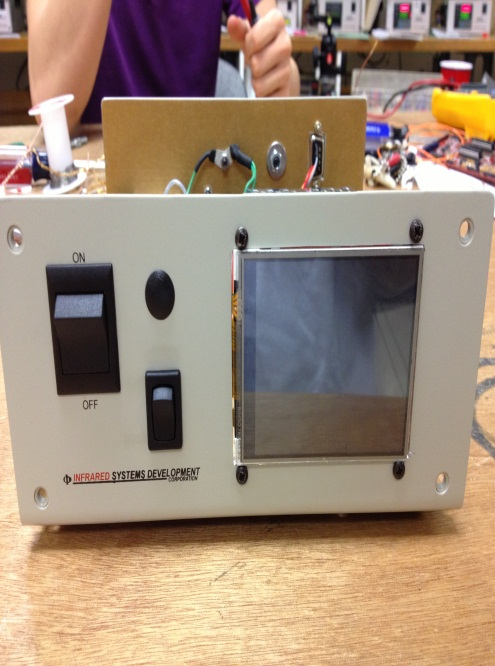 ON
OFF
INFRARED SYSTEMS DEVELOPMENT
CORPORATION